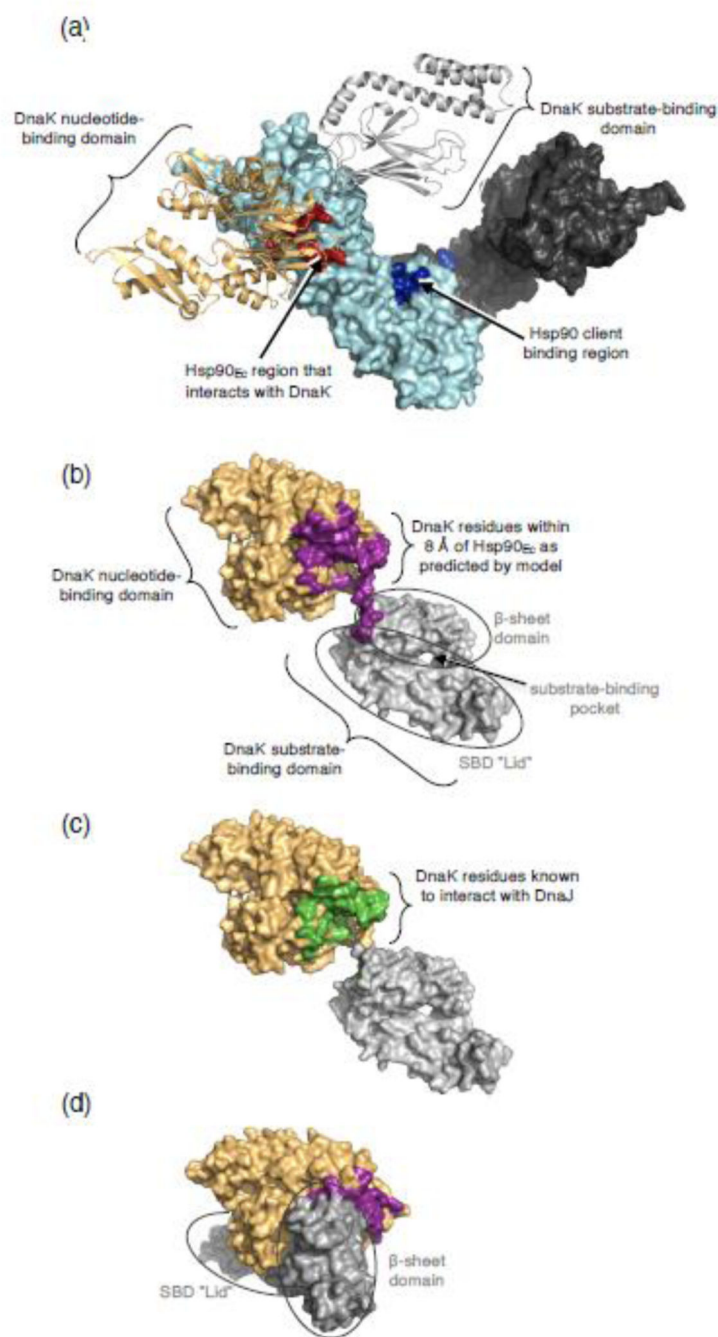 (a)
DnaK nucleotide-
binding domain
DnaK substrate-binding
domain
Hsp90Ec region that
interacts with DnaK
Hsp90 client
binding region
(b)
DnaK nucleotide-
binding domain
DnaK residues within
8 Å of Hsp90Ec as
predicted by model
β-sheet
domain
substrate-binding
pocket
DnaK substrate-
binding domain
SBD "Lid"
(c)
DnaK residues known
to interact with DnaJ
(d)
SBD "Lid"
β-sheet
domain